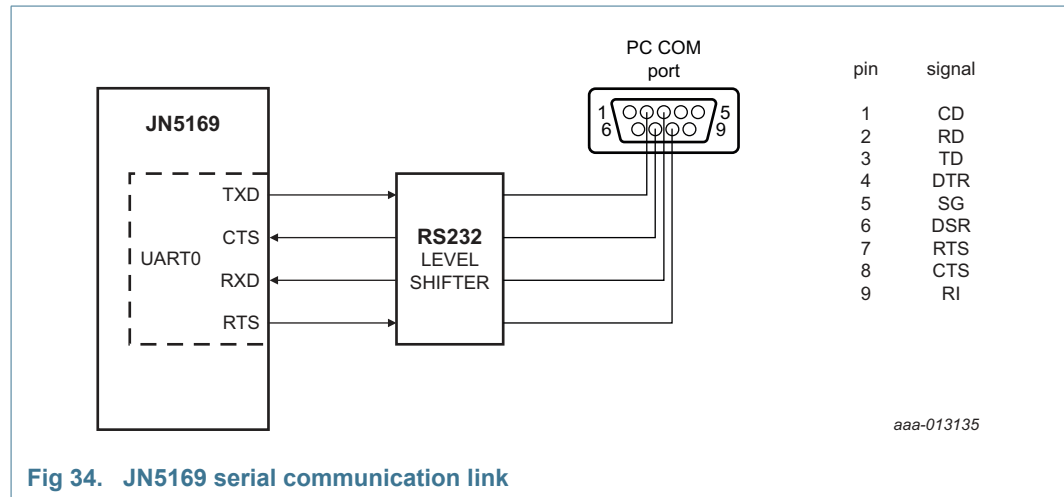 PC COM
port
1
5
6
9
pin signal
1 CD
2 RD
3 TD
4 DTR
5 SG
6 DSR
7 RTS
8 CTS
9 RI
JN5169
UART0
TXD
CTS
RXD
RTS
RS232
LEVEL
SHIFTER
aaa-013135
Fig 34. JN5169 serial communication link